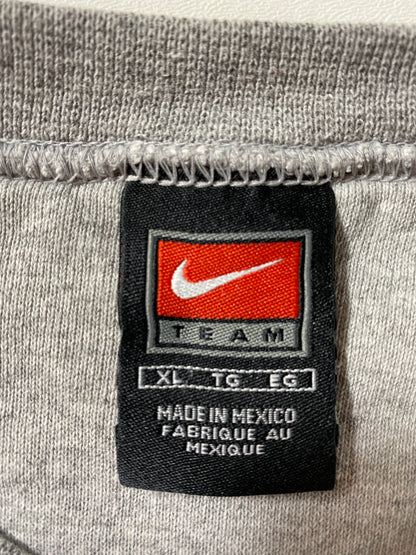 TEAM
XL TG EG
MADE IN MEXICO
FABRIQUE AU
MEXIQUE